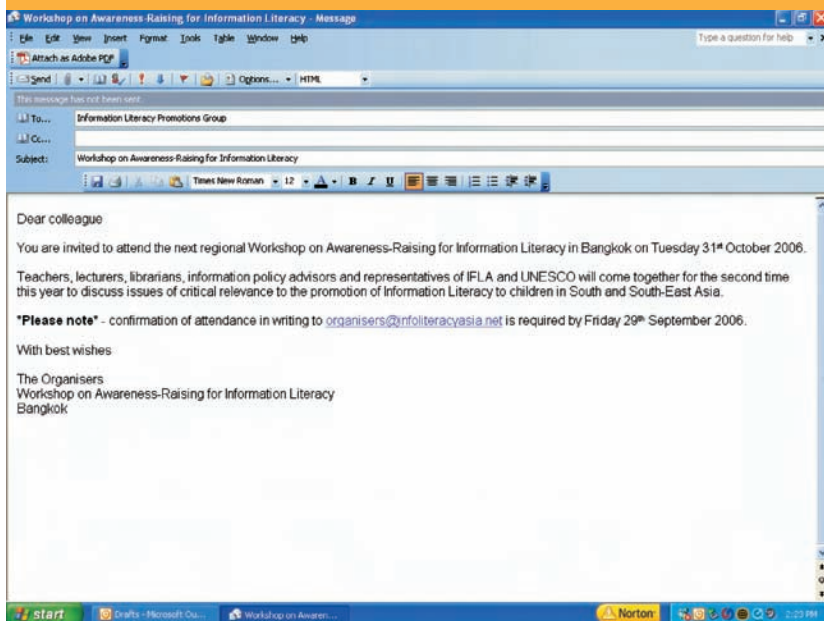 Workshop on Awareness-Raising for Information Literacy - Message
File Edit View Insert Format Tools Table Window Help
Type a question for help
Attach as Adobe PDF
Send
Options...
HTML
This message has not been sent.
To... Information Literacy Promotions Group
Cc...
Subject: Workshop on Awareness-Raising for Information Literacy
Times New Roman 12 A B I U
Dear colleague
You are invited to attend the next regional Workshop on Awareness-Raising for Information Literacy in Bangkok on Tuesday 31st October 2006.
Teachers, lecturers, librarians, information policy advisors and representatives of IFLA and UNESCO will come together for the second time
this year to discuss issues of critical relevance to the promotion of Information Literacy to children in South and South-East Asia.
*Please note* - confirmation of attendance in writing to organisers@infoliteracyasia.net is required by Friday 29th September 2006.
With best wishes
The Organisers
Workshop on Awareness-Raising for Information Literacy
Bangkok
start
Drafts - Microsoft Ou...
Workshop on Awaren...
Norton
2:23 PM